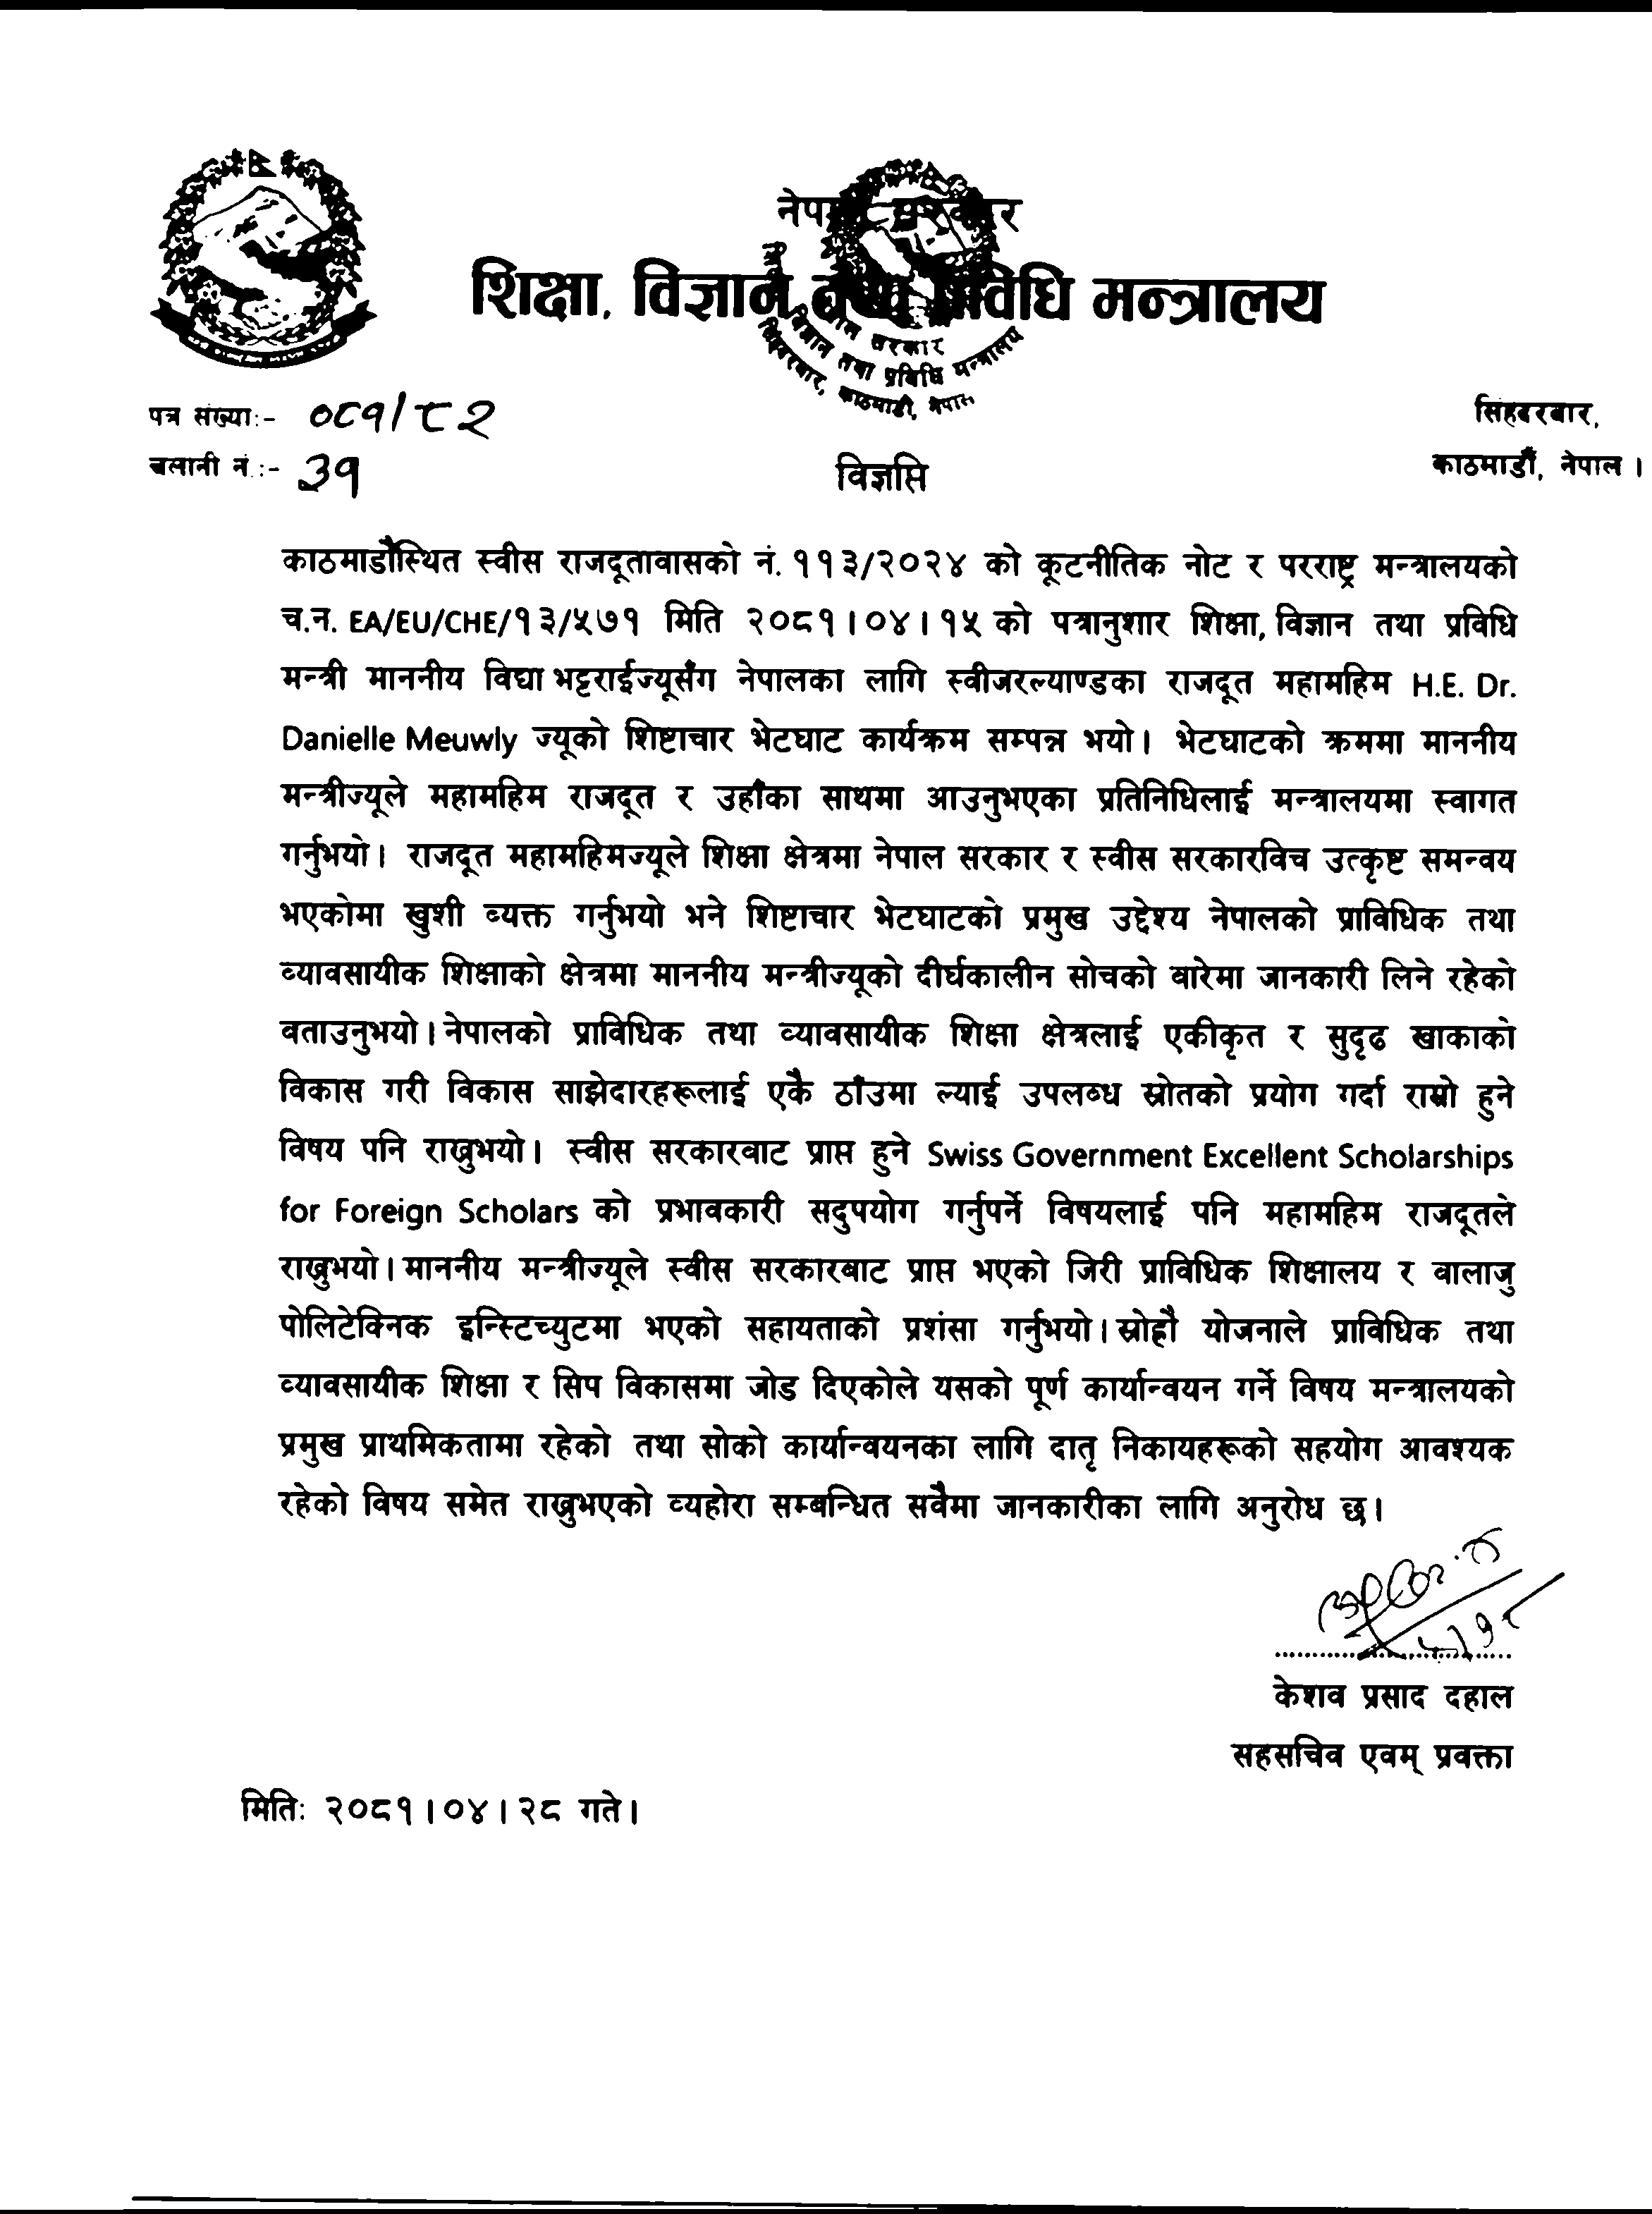 नेपाल सरकार
शिक्षा, विज्ञान तथा प्रविधि मन्त्रालय
नेपाल सरकार
विज्ञान तथा प्रविधि मन्त्रालय
सिंहदरबार, काठमाडौं, नेपाल
पत्र संख्या:- ०८१/८२
चलानी नं.:- ३१
सिंहदरबार,
काठमाडौँ, नेपाल ।
विज्ञप्ति
काठमाडौँस्थित स्वीस राजदूतावासको नं. ११३/२०२४ को कूटनीतिक नोट र परराष्ट्र मन्त्रालयको
च.न. EA/EU/CHE/१३/५७१ मिति २०८१।०४।१५ को पत्रानुशार शिक्षा, विज्ञान तथा प्रविधि
मन्त्री माननीय विद्या भट्टराईज्यूसँग नेपालका लागि स्वीजरल्याण्डका राजदूत महामहिम H.E. Dr.
Danielle Meuwly ज्यूको शिष्टाचार भेटघाट कार्यक्रम सम्पन्न भयो। भेटघाटको क्रममा माननीय
मन्त्रीज्यूले महामहिम राजदूत र उहाँका साथमा आउनुभएका प्रतिनिधिलाई मन्त्रालयमा स्वागत
गर्नुभयो। राजदूत महामहिमज्यूले शिक्षा क्षेत्रमा नेपाल सरकार र स्वीस सरकारविच उत्कृष्ट समन्वय
भएकोमा खुशी व्यक्त गर्नुभयो भने शिष्टाचार भेटघाटको प्रमुख उद्देश्य नेपालको प्राविधिक तथा
व्यावसायीक शिक्षाको क्षेत्रमा माननीय मन्त्रीज्यूको दीर्घकालीन सोचको वारेमा जानकारी लिने रहेको
वताउनुभयो। नेपालको प्राविधिक तथा व्यावसायीक शिक्षा क्षेत्रलाई एकीकृत र सुदृढ खाकाको
विकास गरी विकास साझेदारहरूलाई एकै ठाँउमा ल्याई उपलब्ध स्रोतको प्रयोग गर्दा राम्रो हुने
विषय पनि राख्नुभयो। स्वीस सरकारवाट प्राप्त हुने Swiss Government Excellent Scholarships
for Foreign Scholars को प्रभावकारी सदुपयोग गर्नुपर्ने विषयलाई पनि महामहिम राजदूतले
राख्नुभयो। माननीय मन्त्रीज्यूले स्वीस सरकारबाट प्राप्त भएको जिरी प्राविधिक शिक्षालय र वालाजु
पोलिटेक्निक इन्स्टिच्युटमा भएको सहायताको प्रशंसा गर्नुभयो। स्रोह्रौ योजनाले प्राविधिक तथा
व्यावसायीक शिक्षा र सिप विकासमा जोड दिएकोले यसको पूर्ण कार्यान्वयन गर्ने विषय मन्त्रालयको
प्रमुख प्राथमिकतामा रहेको तथा सोको कार्यान्वयनका लागि दातृ निकायहरूको सहयोग आवश्यक
रहेको विषय समेत राख्नुभएको व्यहोरा सम्बन्धित सवैमा जानकारीका लागि अनुरोध छ।
केशव प्रसाद दहाल
सहसचिव एवम् प्रवक्ता
मितिः २०८१।०४।२८ गते।